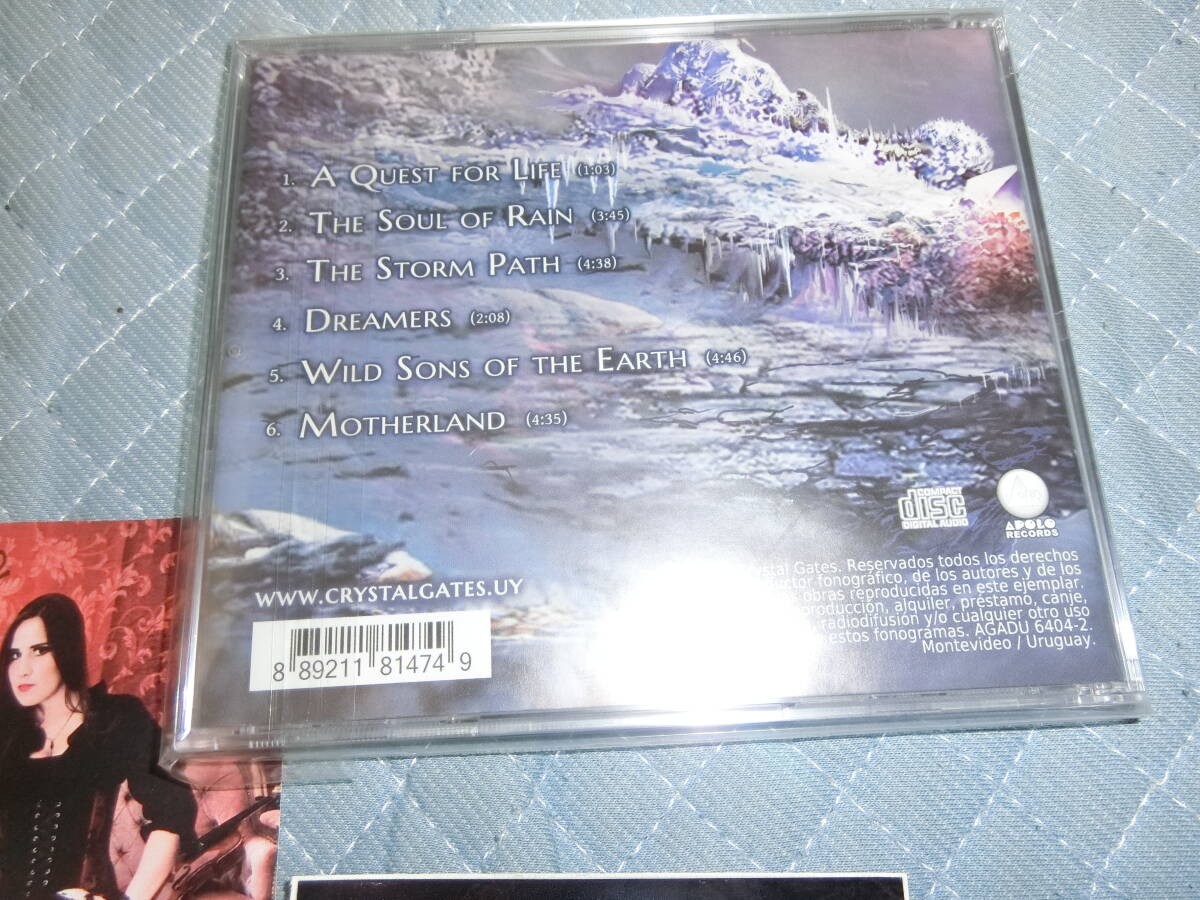 1. A Quest for Life (1:03)
2. The Soul of Rain (3:45)
3. The Storm Path (4:38)
4. Dreamers (2:08)
5. Wild Sons of the Earth (4:46)
6. Motherland (4:35)
COMPACT
disc
DIGITAL AUDIO
APOLO
RECORDS
Gates. Reservados todos los derechos
fonográfico, de los autores y de los
obras reproducidas en este ejemplar.
alquiler, préstamo, canje,
radiodifusión y/o cualquier otro uso
estos fonogramas. AGADU 6404-2.
Montevideo / Uruguay.
WWW.CRYSTALGATES.UY
8 89211 81474 9